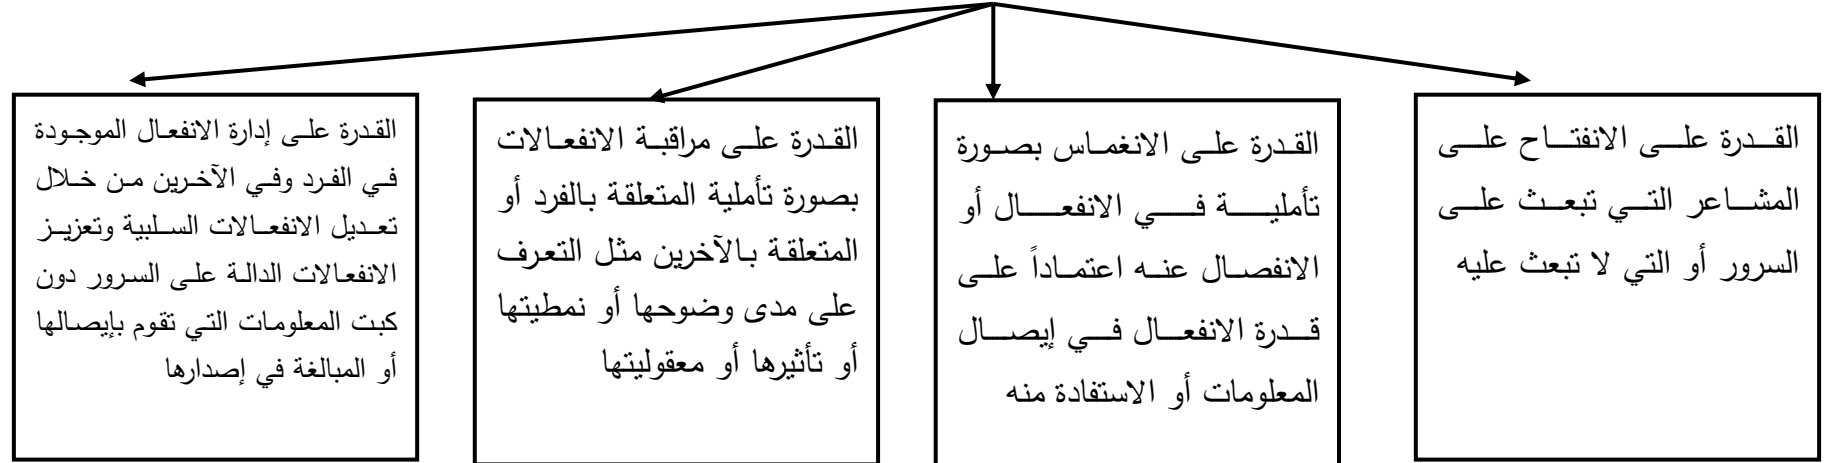 القدرة على الانفتاح على
المشاعر التي تبعث على
السرور أو التي لا تبعث عليه
القدرة على الانغماس بصورة
تأملية في الانفعال أو
الانفصال عنه اعتماداً على
قدرة الانفعال في إيصال
المعلومات أو الاستفادة منه
القدرة على مراقبة الانفعالات
بصورة تأملية المتعلقة بالفرد أو
المتعلقة بالآخرين مثل التعرف
على مدى وضوحها أو نمطيتها
أو تأثيرها أو معقوليتها
القدرة على إدارة الانفعال الموجودة
في الفرد وفي الآخرين من خلال
تعديل الانفعالات السلبية وتعزيز
الانفعالات الدالة على السرور دون
كبت المعلومات التي تقوم بإيصالها
أو المبالغة في إصدارها